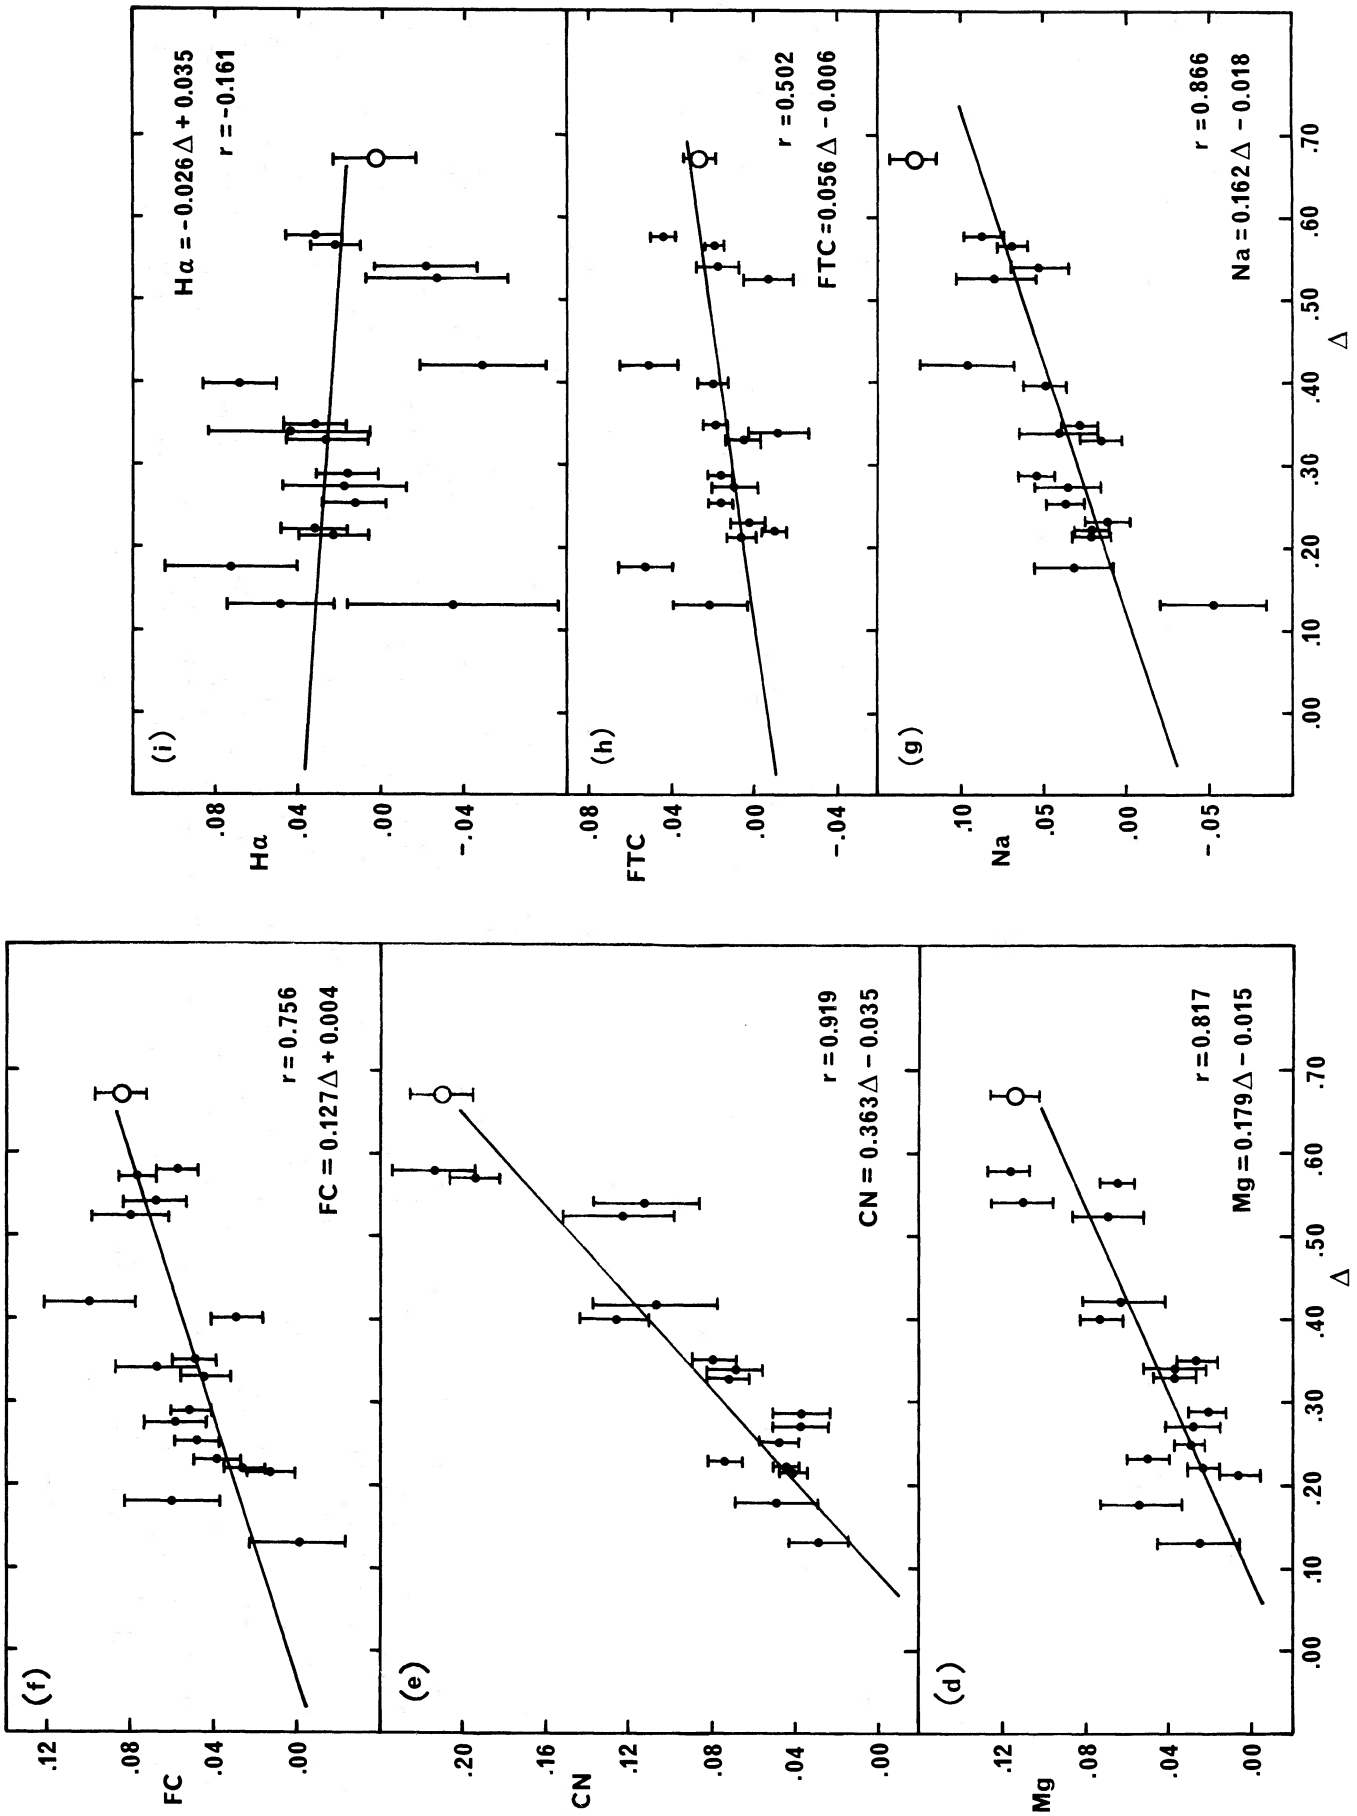 (f)
FC
.12
.08
.04
.00
r = 0.756
FC = 0.127Δ + 0.004
(e)
CN
.20
.16
.12
.08
.04
.00
r = 0.919
CN = 0.363Δ − 0.035
(d)
Mg
.12
.08
.04
.00
r = 0.817
Mg = 0.179Δ − 0.015
.00 .10 .20 .30 .40 .50 .60 .70
Δ
(i)
Hα
.08
.04
.00
−.04
Hα = −0.026Δ + 0.035
r = −0.161
(h)
FTC
.08
.04
.00
−.04
r = 0.502
FTC = 0.056Δ − 0.006
(g)
Na
.10
.05
.00
−.05
r = 0.866
Na = 0.162Δ − 0.018
.00 .10 .20 .30 .40 .50 .60 .70
Δ